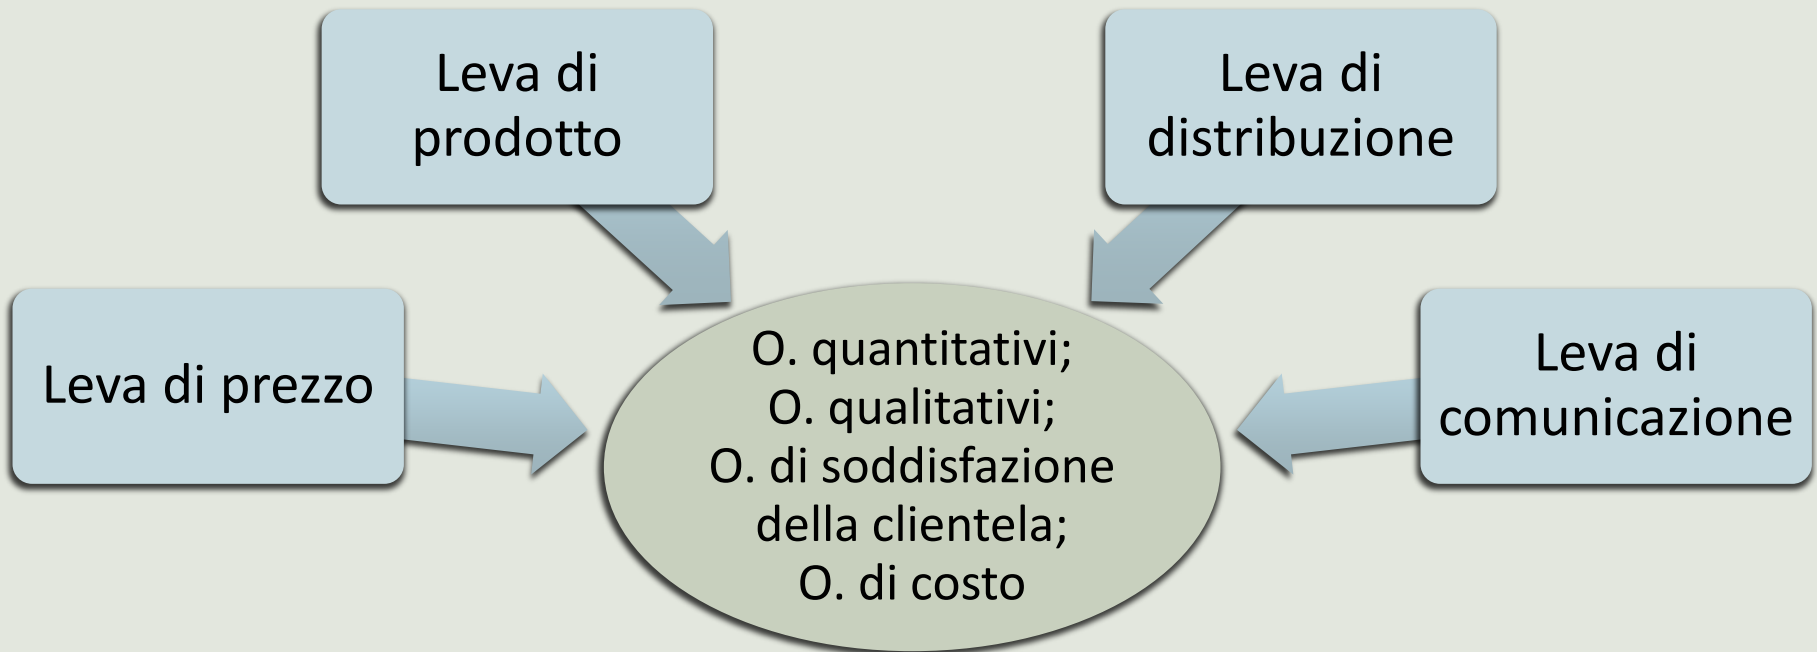 Leva di
prodotto
Leva di
distribuzione
Leva di prezzo
O. quantitativi;
O. qualitativi;
O. di soddisfazione
della clientela;
O. di costo
Leva di
comunicazione